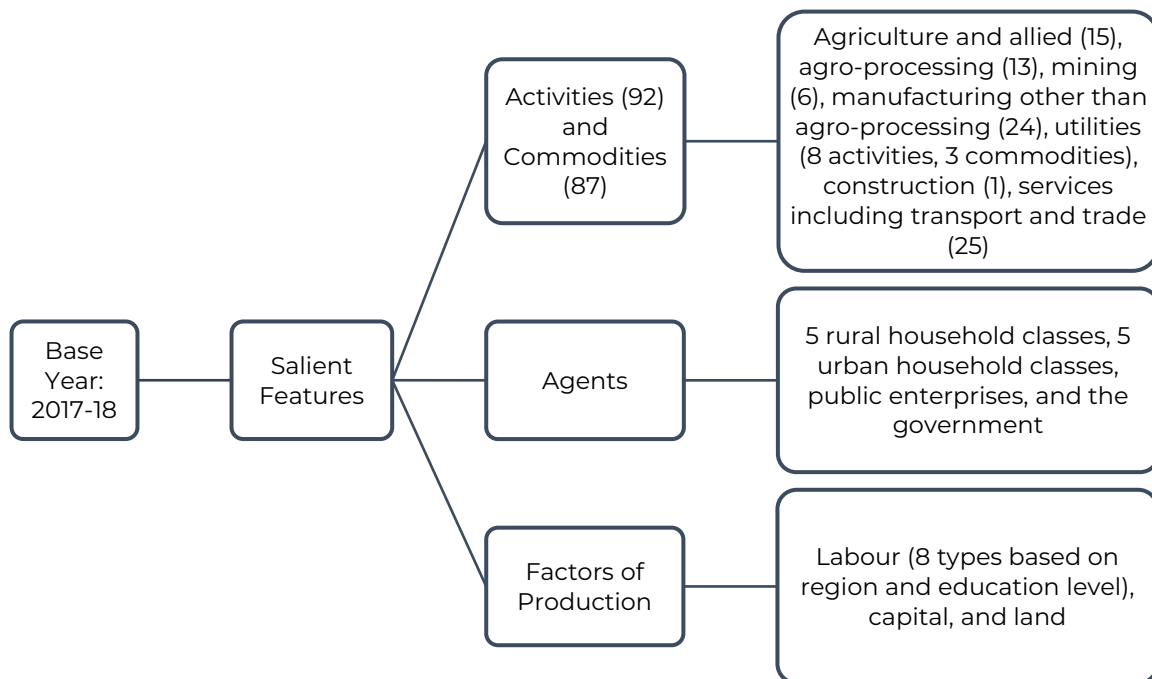 Base
Year:
2017-18
Salient
Features
Activities (92)
and
Commodities
(87)
Agriculture and allied (15),
agro-processing (13), mining
(6), manufacturing other than
agro-processing (24), utilities
(8 activities, 3 commodities),
construction (1), services
including transport and trade
(25)
Agents
5 rural household classes, 5
urban household classes,
public enterprises, and the
government
Factors of
Production
Labour (8 types based on
region and education level),
capital, and land